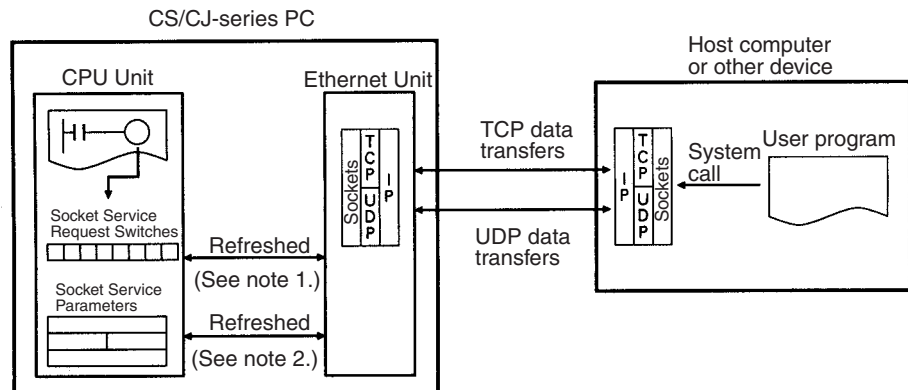 CS/CJ-series PC
CPU Unit
Ethernet Unit
Socket Service
Request Switches
Socket Service
Parameters
Refreshed
(See note 1.)
Refreshed
(See note 2.)
Sockets
TCP
UDP
IP
TCP data
transfers
UDP data
transfers
Host computer
or other device
IP
TCP
UDP
Sockets
System
call
User program